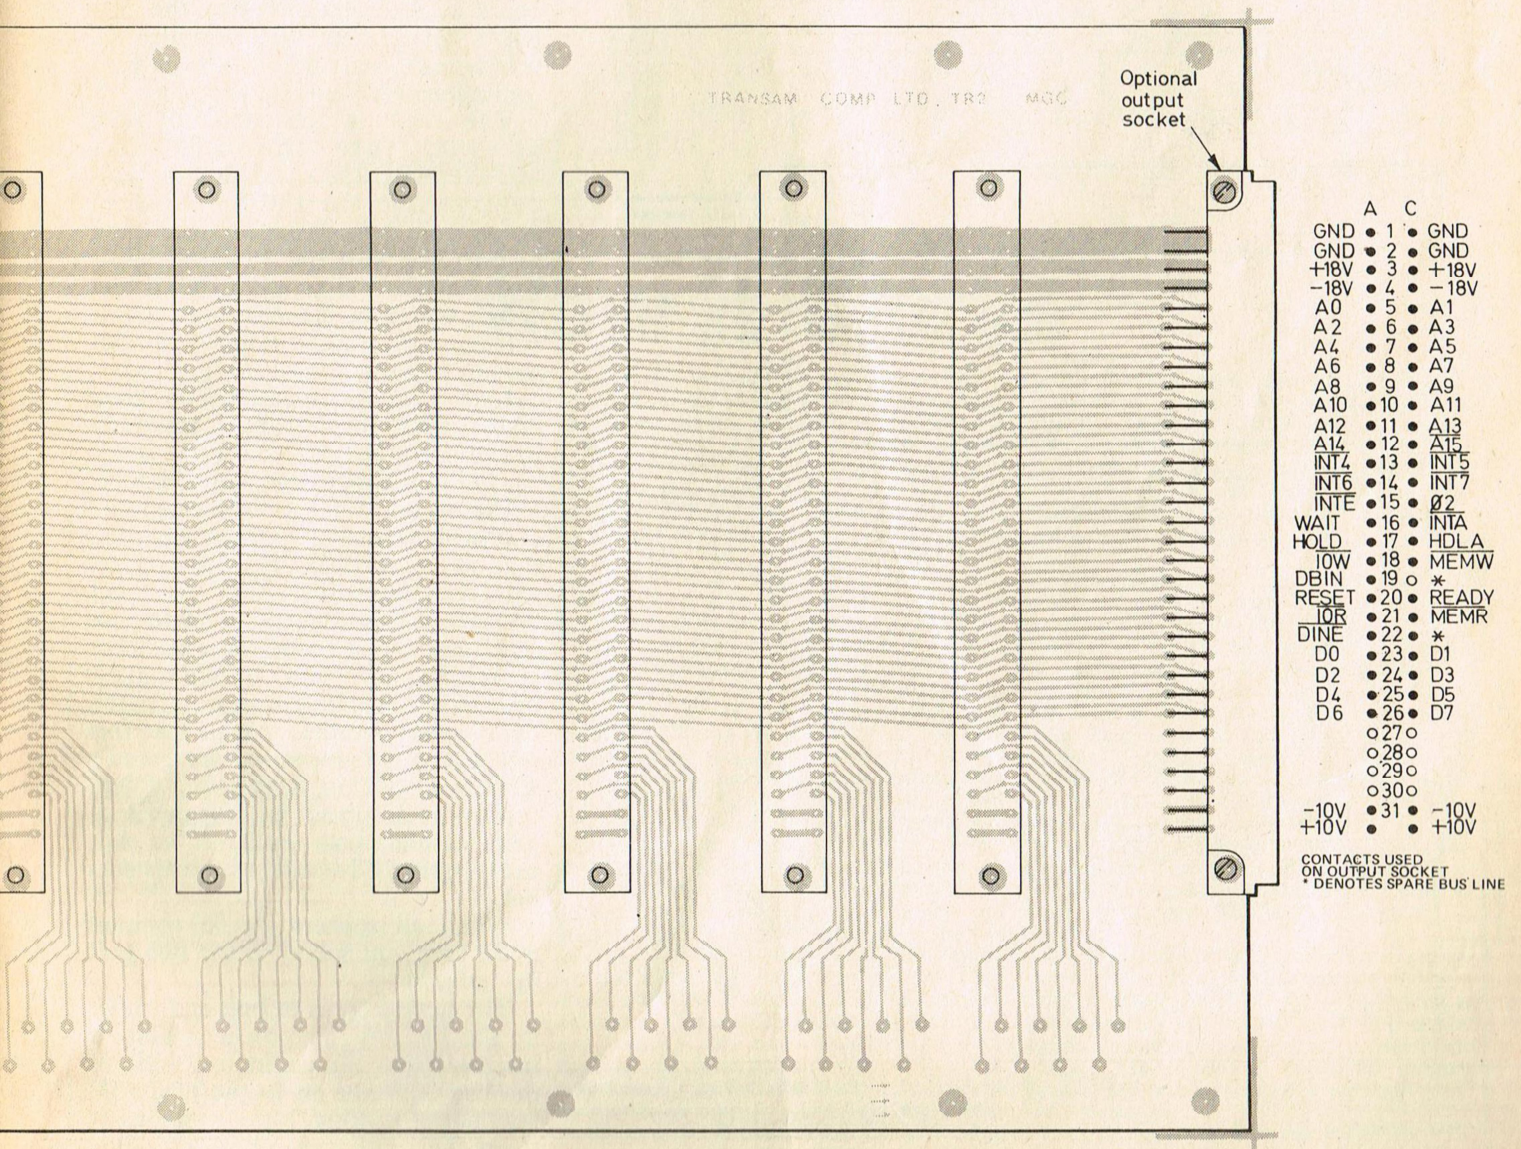 TRANSAM COMP LTD. TR2 MGC
Optional
output
socket
A C
GND ● 1 ● GND
GND ● 2 ● GND
+18V ● 3 ● +18V
−18V ● 4 ● −18V
A0 ● 5 ● A1
A2 ● 6 ● A3
A4 ● 7 ● A5
A6 ● 8 ● A7
A8 ● 9 ● A9
A10 ● 10 ● A11
A12 ● 11 ● A13
A14 ● 12 ● A15
INT4 ● 13 ● INT5
INT6 ● 14 ● INT7
INTE ● 15 ● Ø2
WAIT ● 16 ● INTA
HOLD ● 17 ● HDLA
IOW ● 18 ● MEMW
DBIN ● 19 ○ *
RESET ● 20 ● READY
IOR ● 21 ● MEMR
DINE ● 22 ● *
D0 ● 23 ● D1
D2 ● 24 ● D3
D4 ● 25 ● D5
D6 ● 26 ● D7
○ 27 ○
○ 28 ○
○ 29 ○
○ 30 ○
−10V ● 31 ● −10V
+10V ● ● +10V
CONTACTS USED
ON OUTPUT SOCKET
* DENOTES SPARE BUS LINE